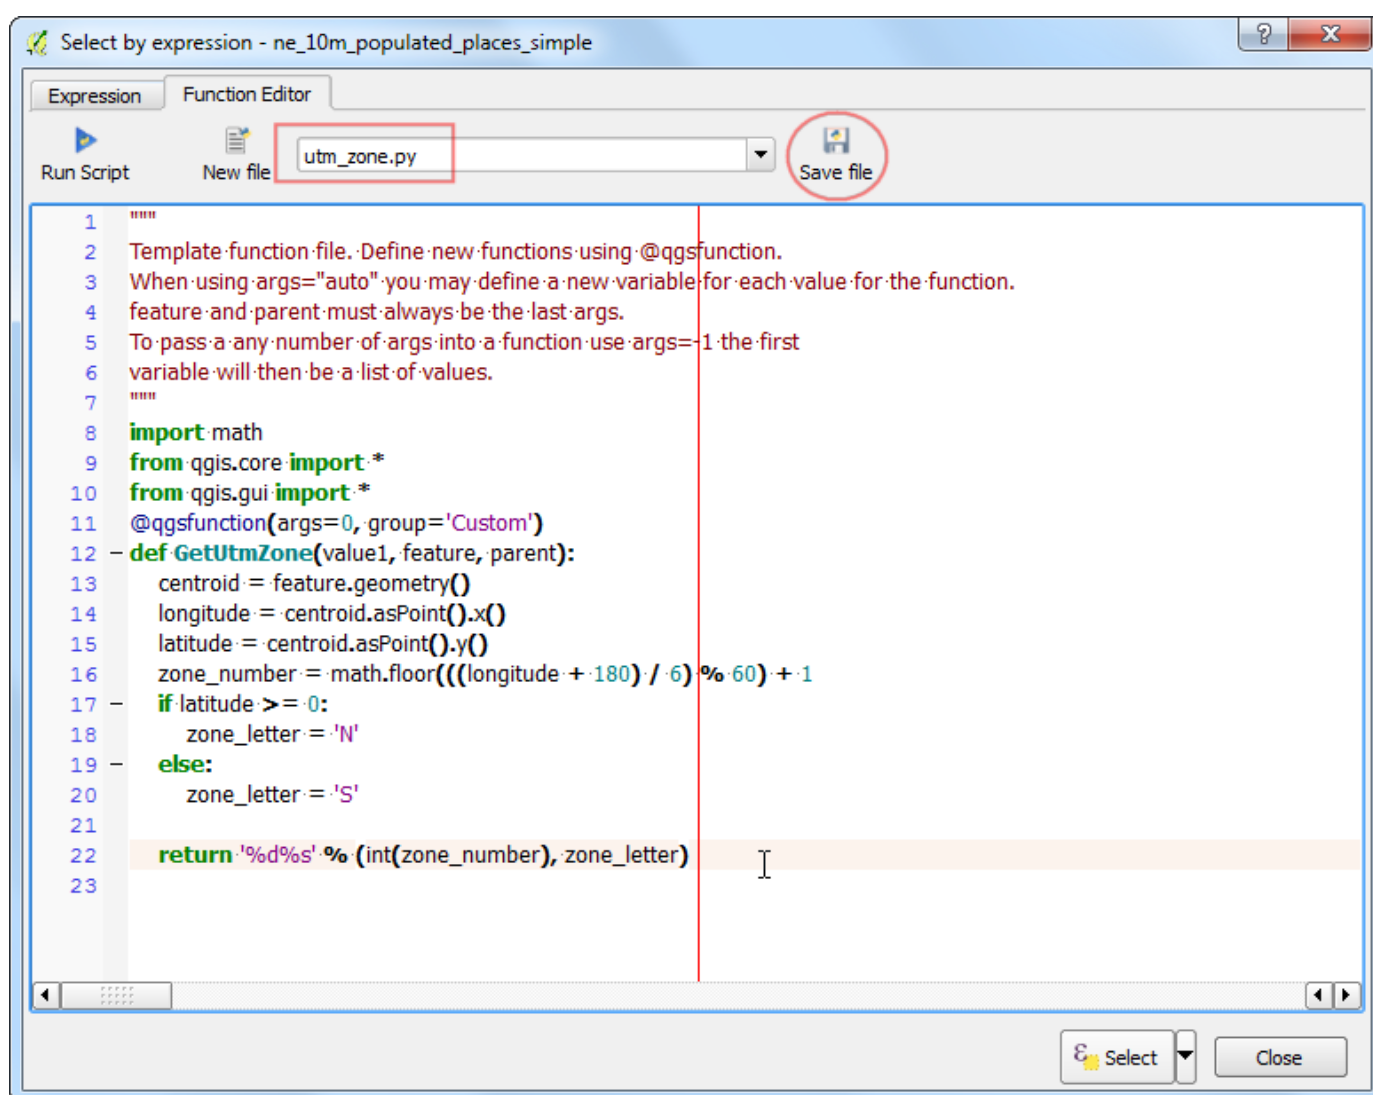 Select by expression - ne_10m_populated_places_simple
Expression
Function Editor
Run Script
New file
utm_zone.py
Save file
1 """
2 Template function file. Define new functions using @qgsfunction.
3 When using args="auto" you may define a new variable for each value for the function.
4 feature and parent must always be the last args.
5 To pass a any number of args into a function use args=-1 the first
6 variable will then be a list of values.
7 """
8 import math
9 from qgis.core import *
10 from qgis.gui import *
11 @qgsfunction(args=0, group='Custom')
12 def GetUtmZone(value1, feature, parent):
13     centroid = feature.geometry()
14     longitude = centroid.asPoint().x()
15     latitude = centroid.asPoint().y()
16     zone_number = math.floor(((longitude + 180) / 6) % 60) + 1
17     if latitude >= 0:
18         zone_letter = 'N'
19     else:
20         zone_letter = 'S'
21
22     return '%d%s' % (int(zone_number), zone_letter)
23
Select
Close